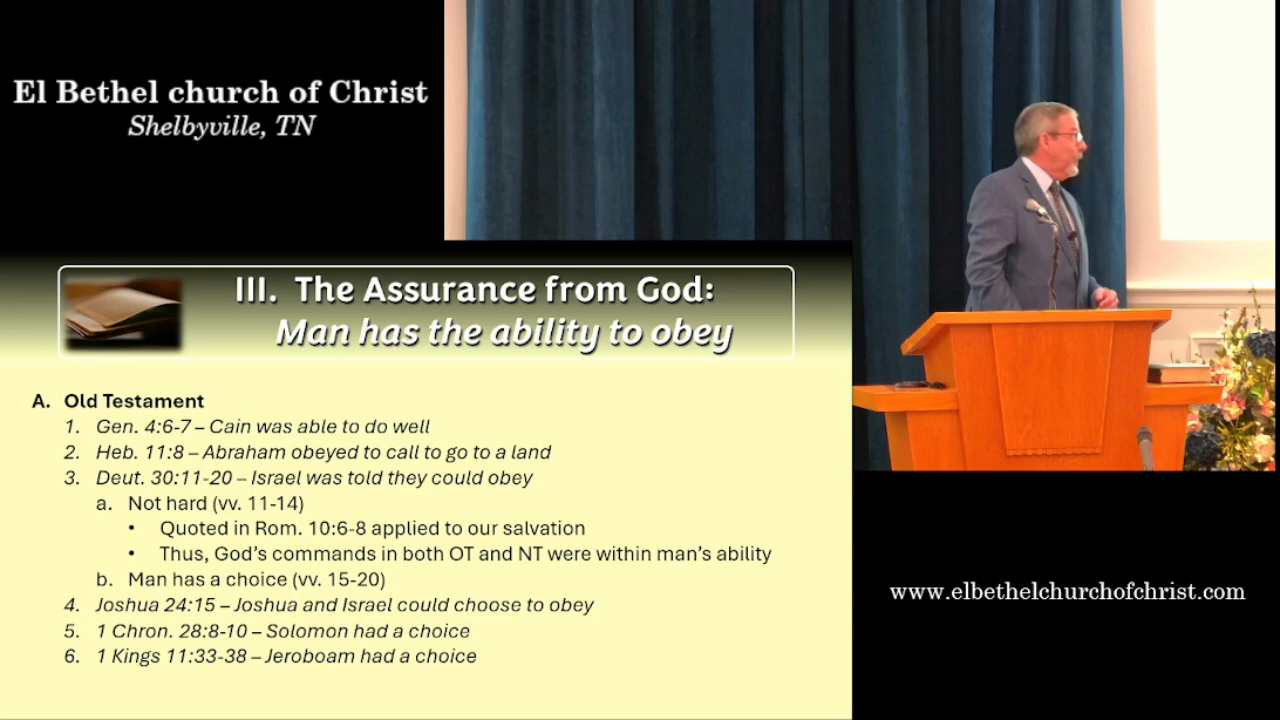 El Bethel church of Christ
Shelbyville, TN
III. The Assurance from God:
Man has the ability to obey
A. Old Testament
1. Gen. 4:6-7 – Cain was able to do well
2. Heb. 11:8 – Abraham obeyed to call to go to a land
3. Deut. 30:11-20 – Israel was told they could obey
a. Not hard (vv. 11-14)
• Quoted in Rom. 10:6-8 applied to our salvation
• Thus, God's commands in both OT and NT were within man's ability
b. Man has a choice (vv. 15-20)
4. Joshua 24:15 – Joshua and Israel could choose to obey
5. 1 Chron. 28:8-10 – Solomon had a choice
6. 1 Kings 11:33-38 – Jeroboam had a choice
www.elbethelchurchofchrist.com